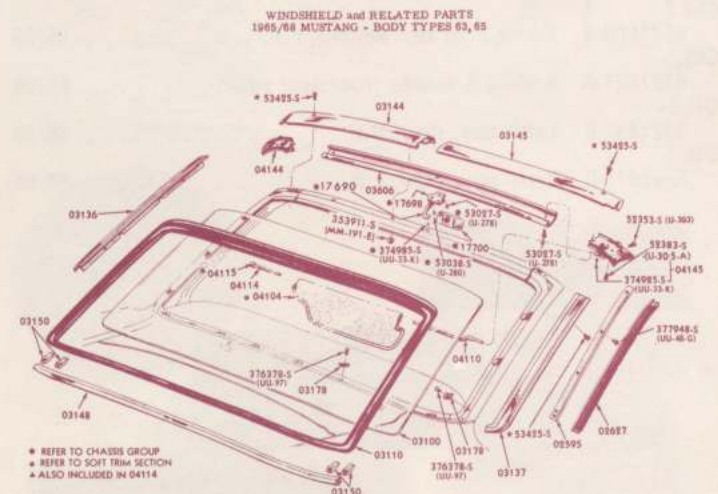 WINDSHIELD and RELATED PARTS
1965/68 MUSTANG - BODY TYPES 63, 65
* 53425-S
03144
03145
* 53425-S
04144
03606
●17690
●17698
03136
353911-S
(MM-191-E)
53027-S
(U-278)
●17700
●374985-S
(UU-33-K)
● 53038-S
(U-280)
53027-S
(U-278)
52353-S (U-303)
52383-S
(U-30 5-A)
04145
374985-S
(UU-33-K)
04115
04114
04104
04110
377948-S
(UU-48-G)
03150
376378-S
(UU-97)
03178
03148
03100
03110
03178
376378-S
(UU-97)
* 53425-S
03137
02595
02627
03150
● REFER TO CHASSIS GROUP
● REFER TO SOFT TRIM SECTION
▲ ALSO INCLUDED IN 04114